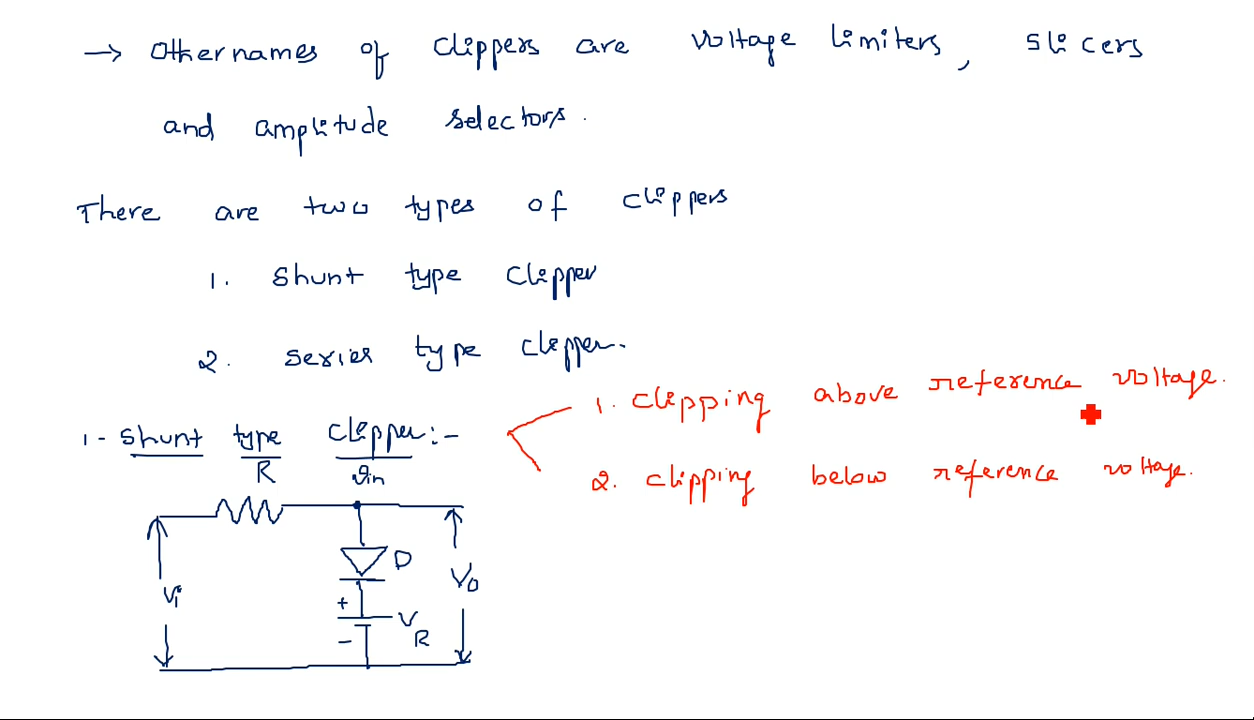 → Other names of clippers are voltage limiters, slicers
and amplitude selectors.
There are two types of clippers
1. Shunt type clipper
2. Series type clipper.
1. Clipping above reference voltage.
1- Shunt type clipper:-
2. clipping below reference voltage.
R
Vin
D
Vi
Vo
+
VR
-